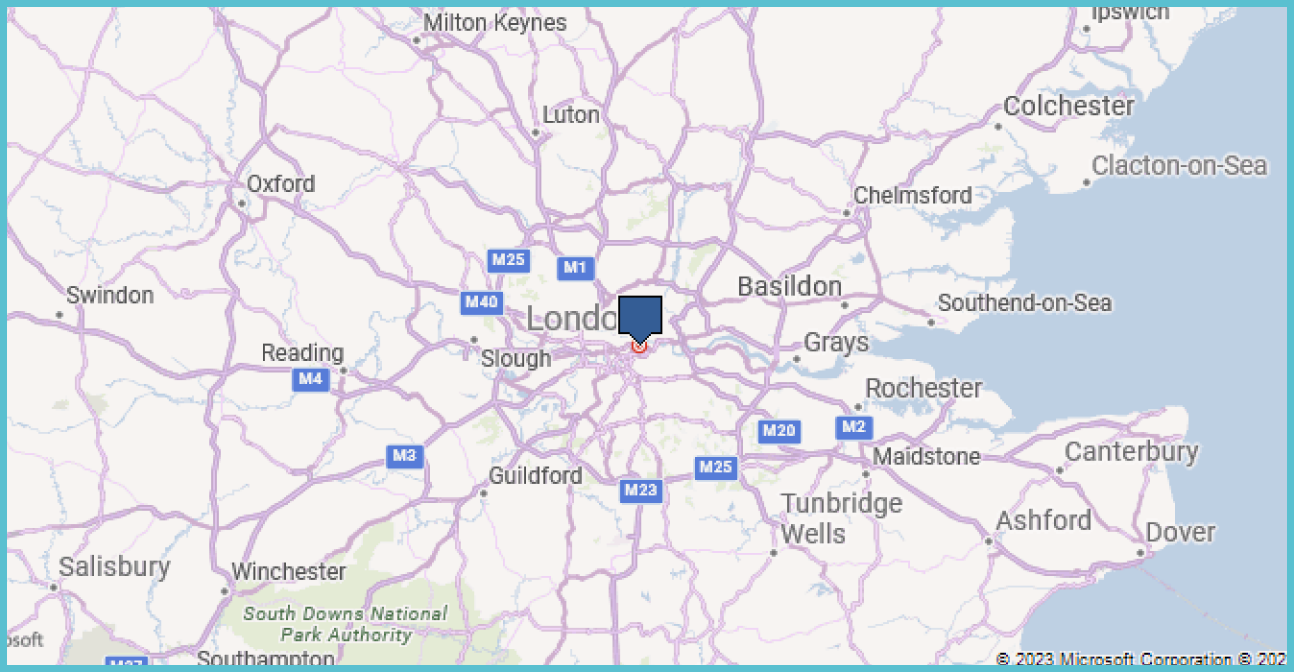 Ipswich
Milton Keynes
Colchester
Luton
Clacton-on-Sea
Oxford
Chelmsford
M25
M1
Basildon
Swindon
M40
Southend-on-Sea
Londo
Grays
Reading
Slough
M4
Rochester
M20
M2
M3
Maidstone
Canterbury
M25
Guildford
M23
Tunbridge
Wells
Ashford
Dover
Salisbury
Winchester
South Downs National
Park Authority
osoft
Southampton
M27
© 2023 Microsoft Corporation © 202